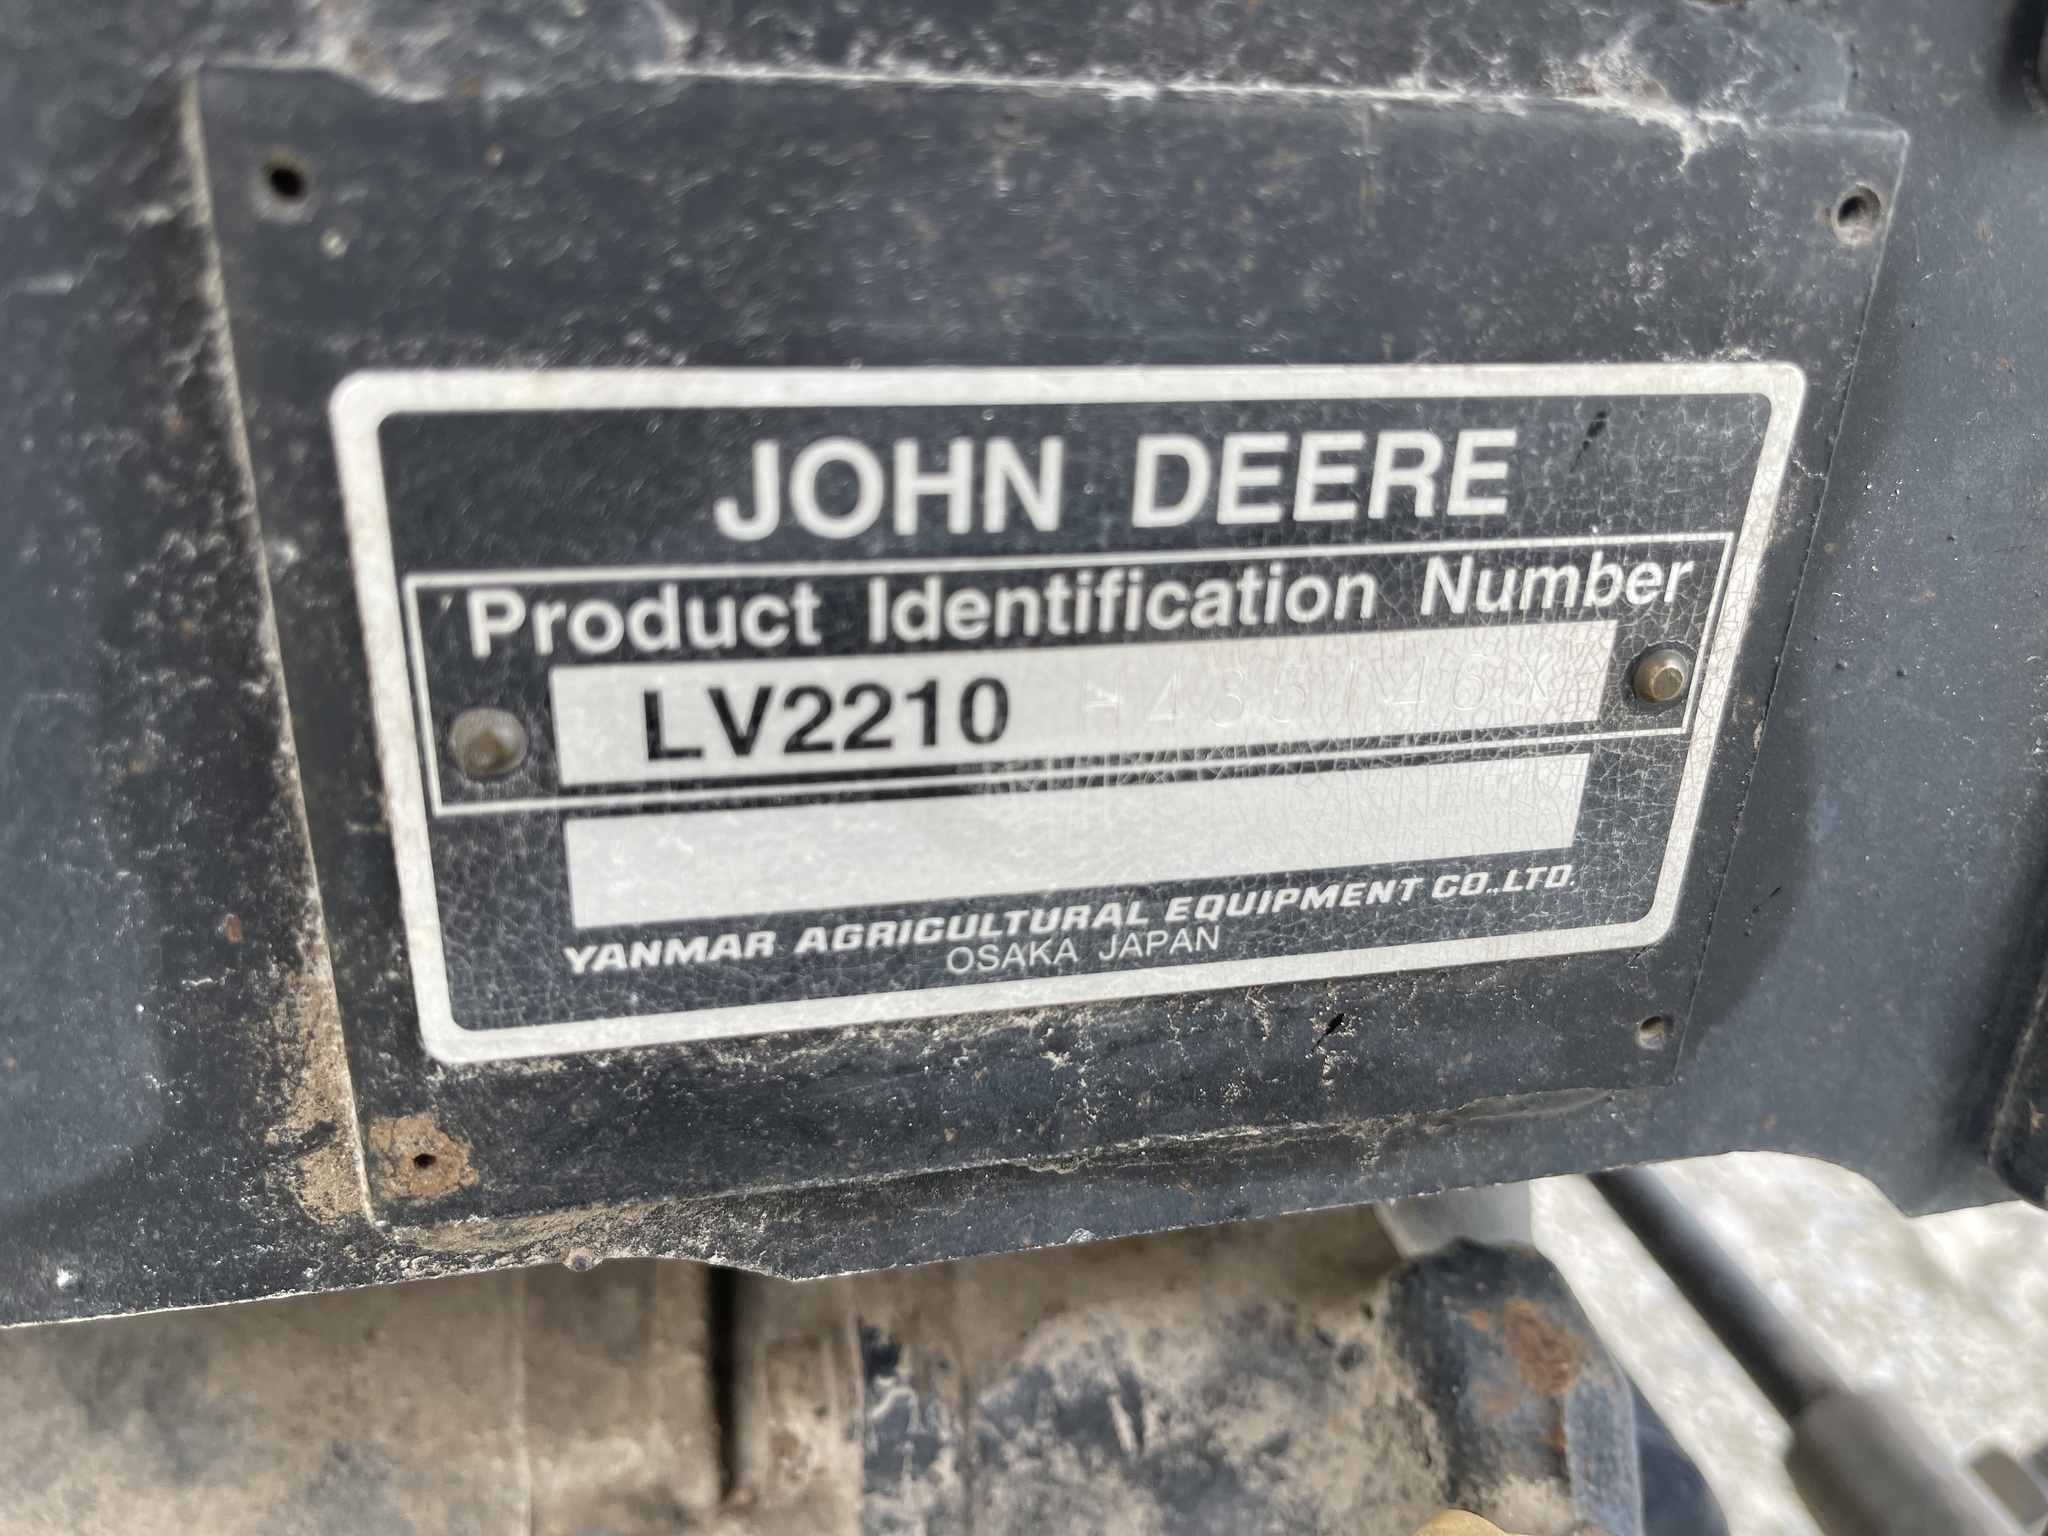 JOHN DEERE
Product Identification Number
LV2210
YANMAR AGRICULTURAL EQUIPMENT CO.,LTD.
OSAKA JAPAN